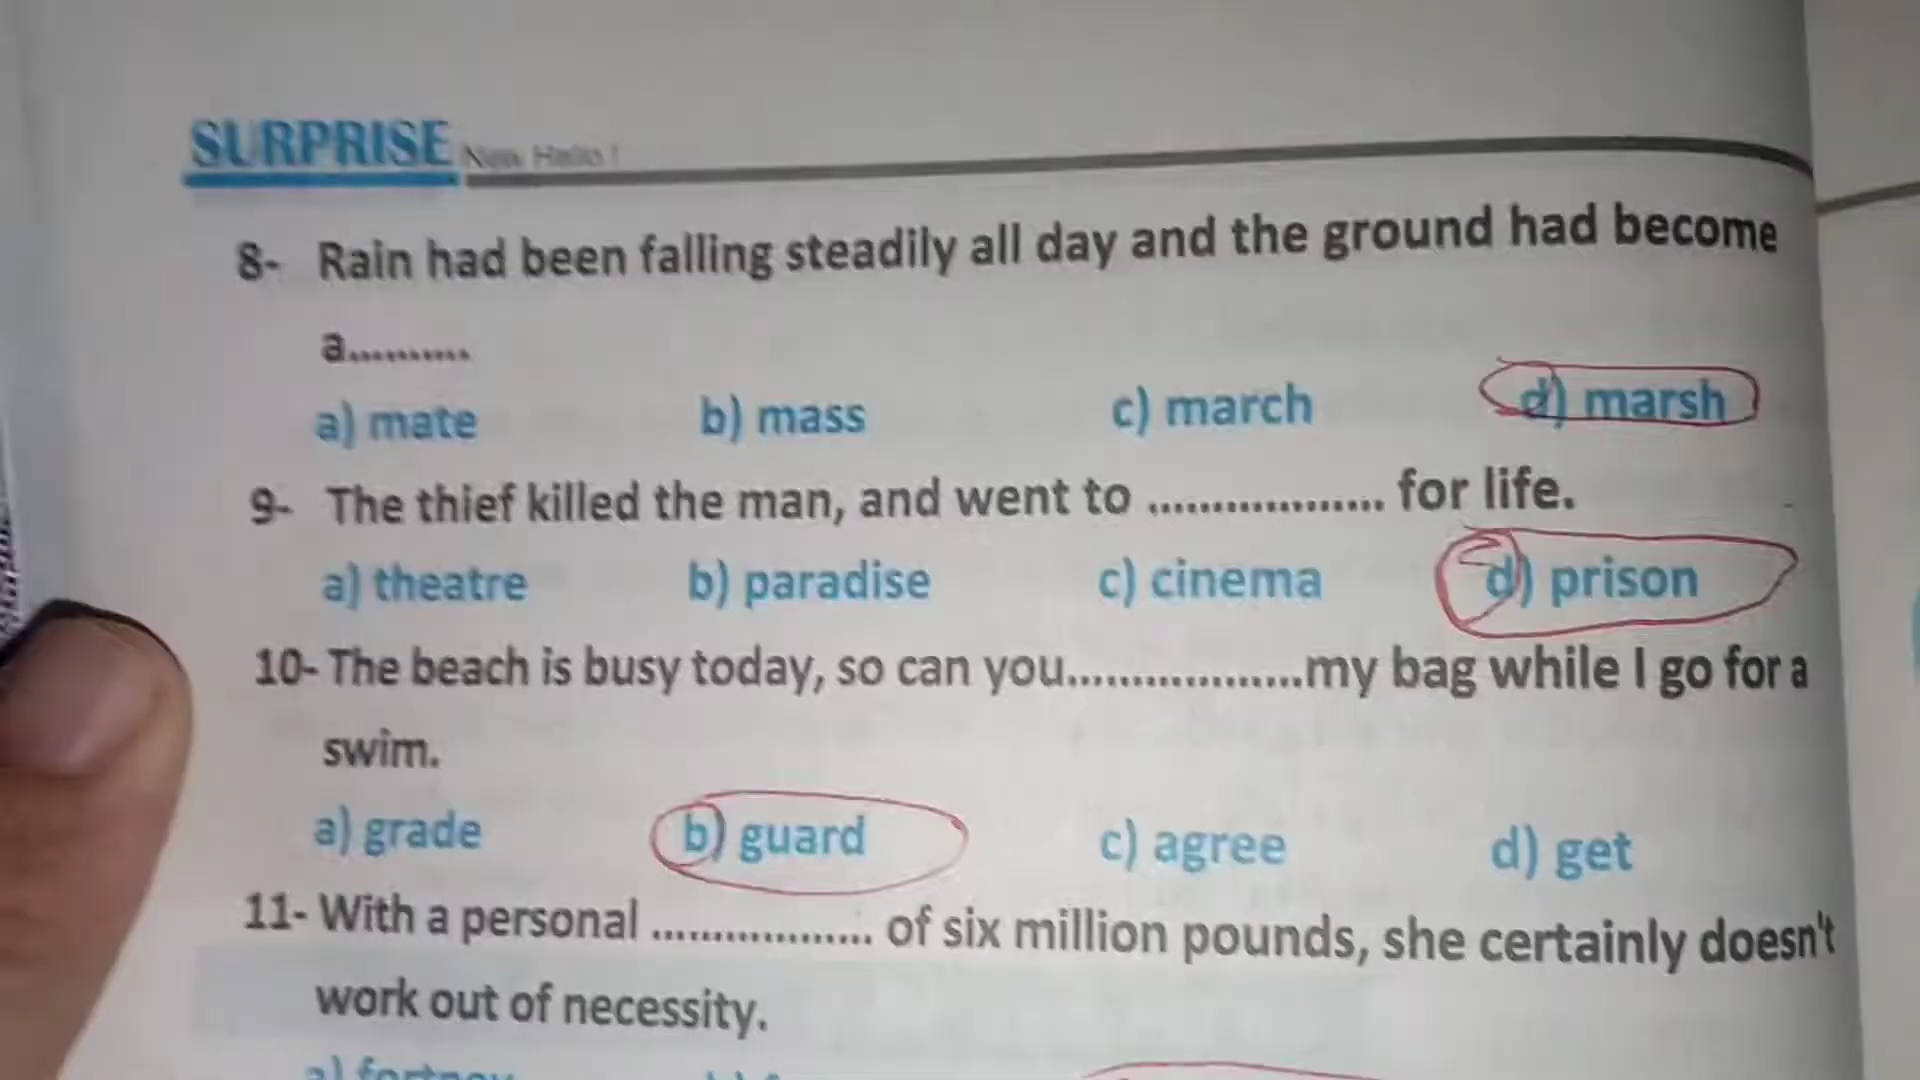 SURPRISE New Hello !
8- Rain had been falling steadily all day and the ground had become
a..........
a) mate b) mass c) march d) marsh
9- The thief killed the man, and went to .................. for life.
a) theatre b) paradise c) cinema d) prison
10- The beach is busy today, so can you..................my bag while I go for a
swim.
a) grade b) guard c) agree d) get
11- With a personal .................. of six million pounds, she certainly doesn't
work out of necessity.